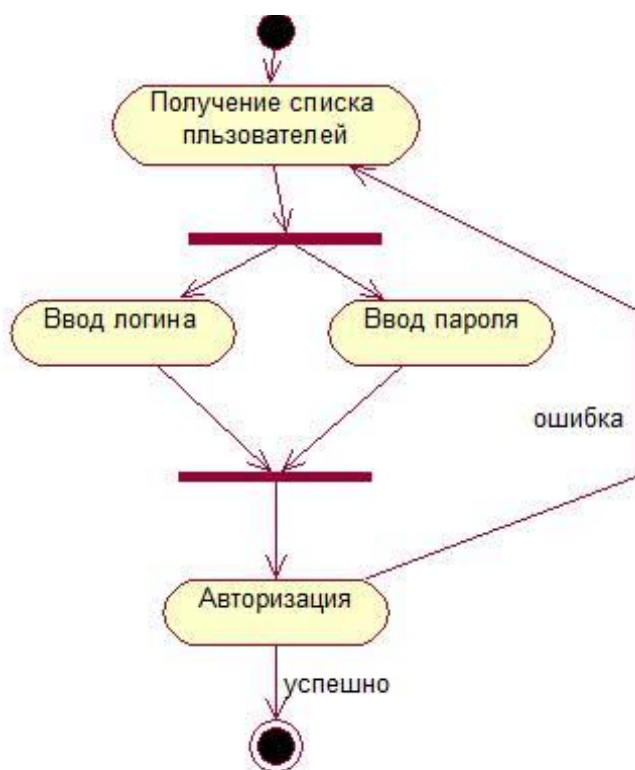 Получение списка
пльзователей
Ввод логина
Ввод пароля
ошибка
Авторизация
успешно